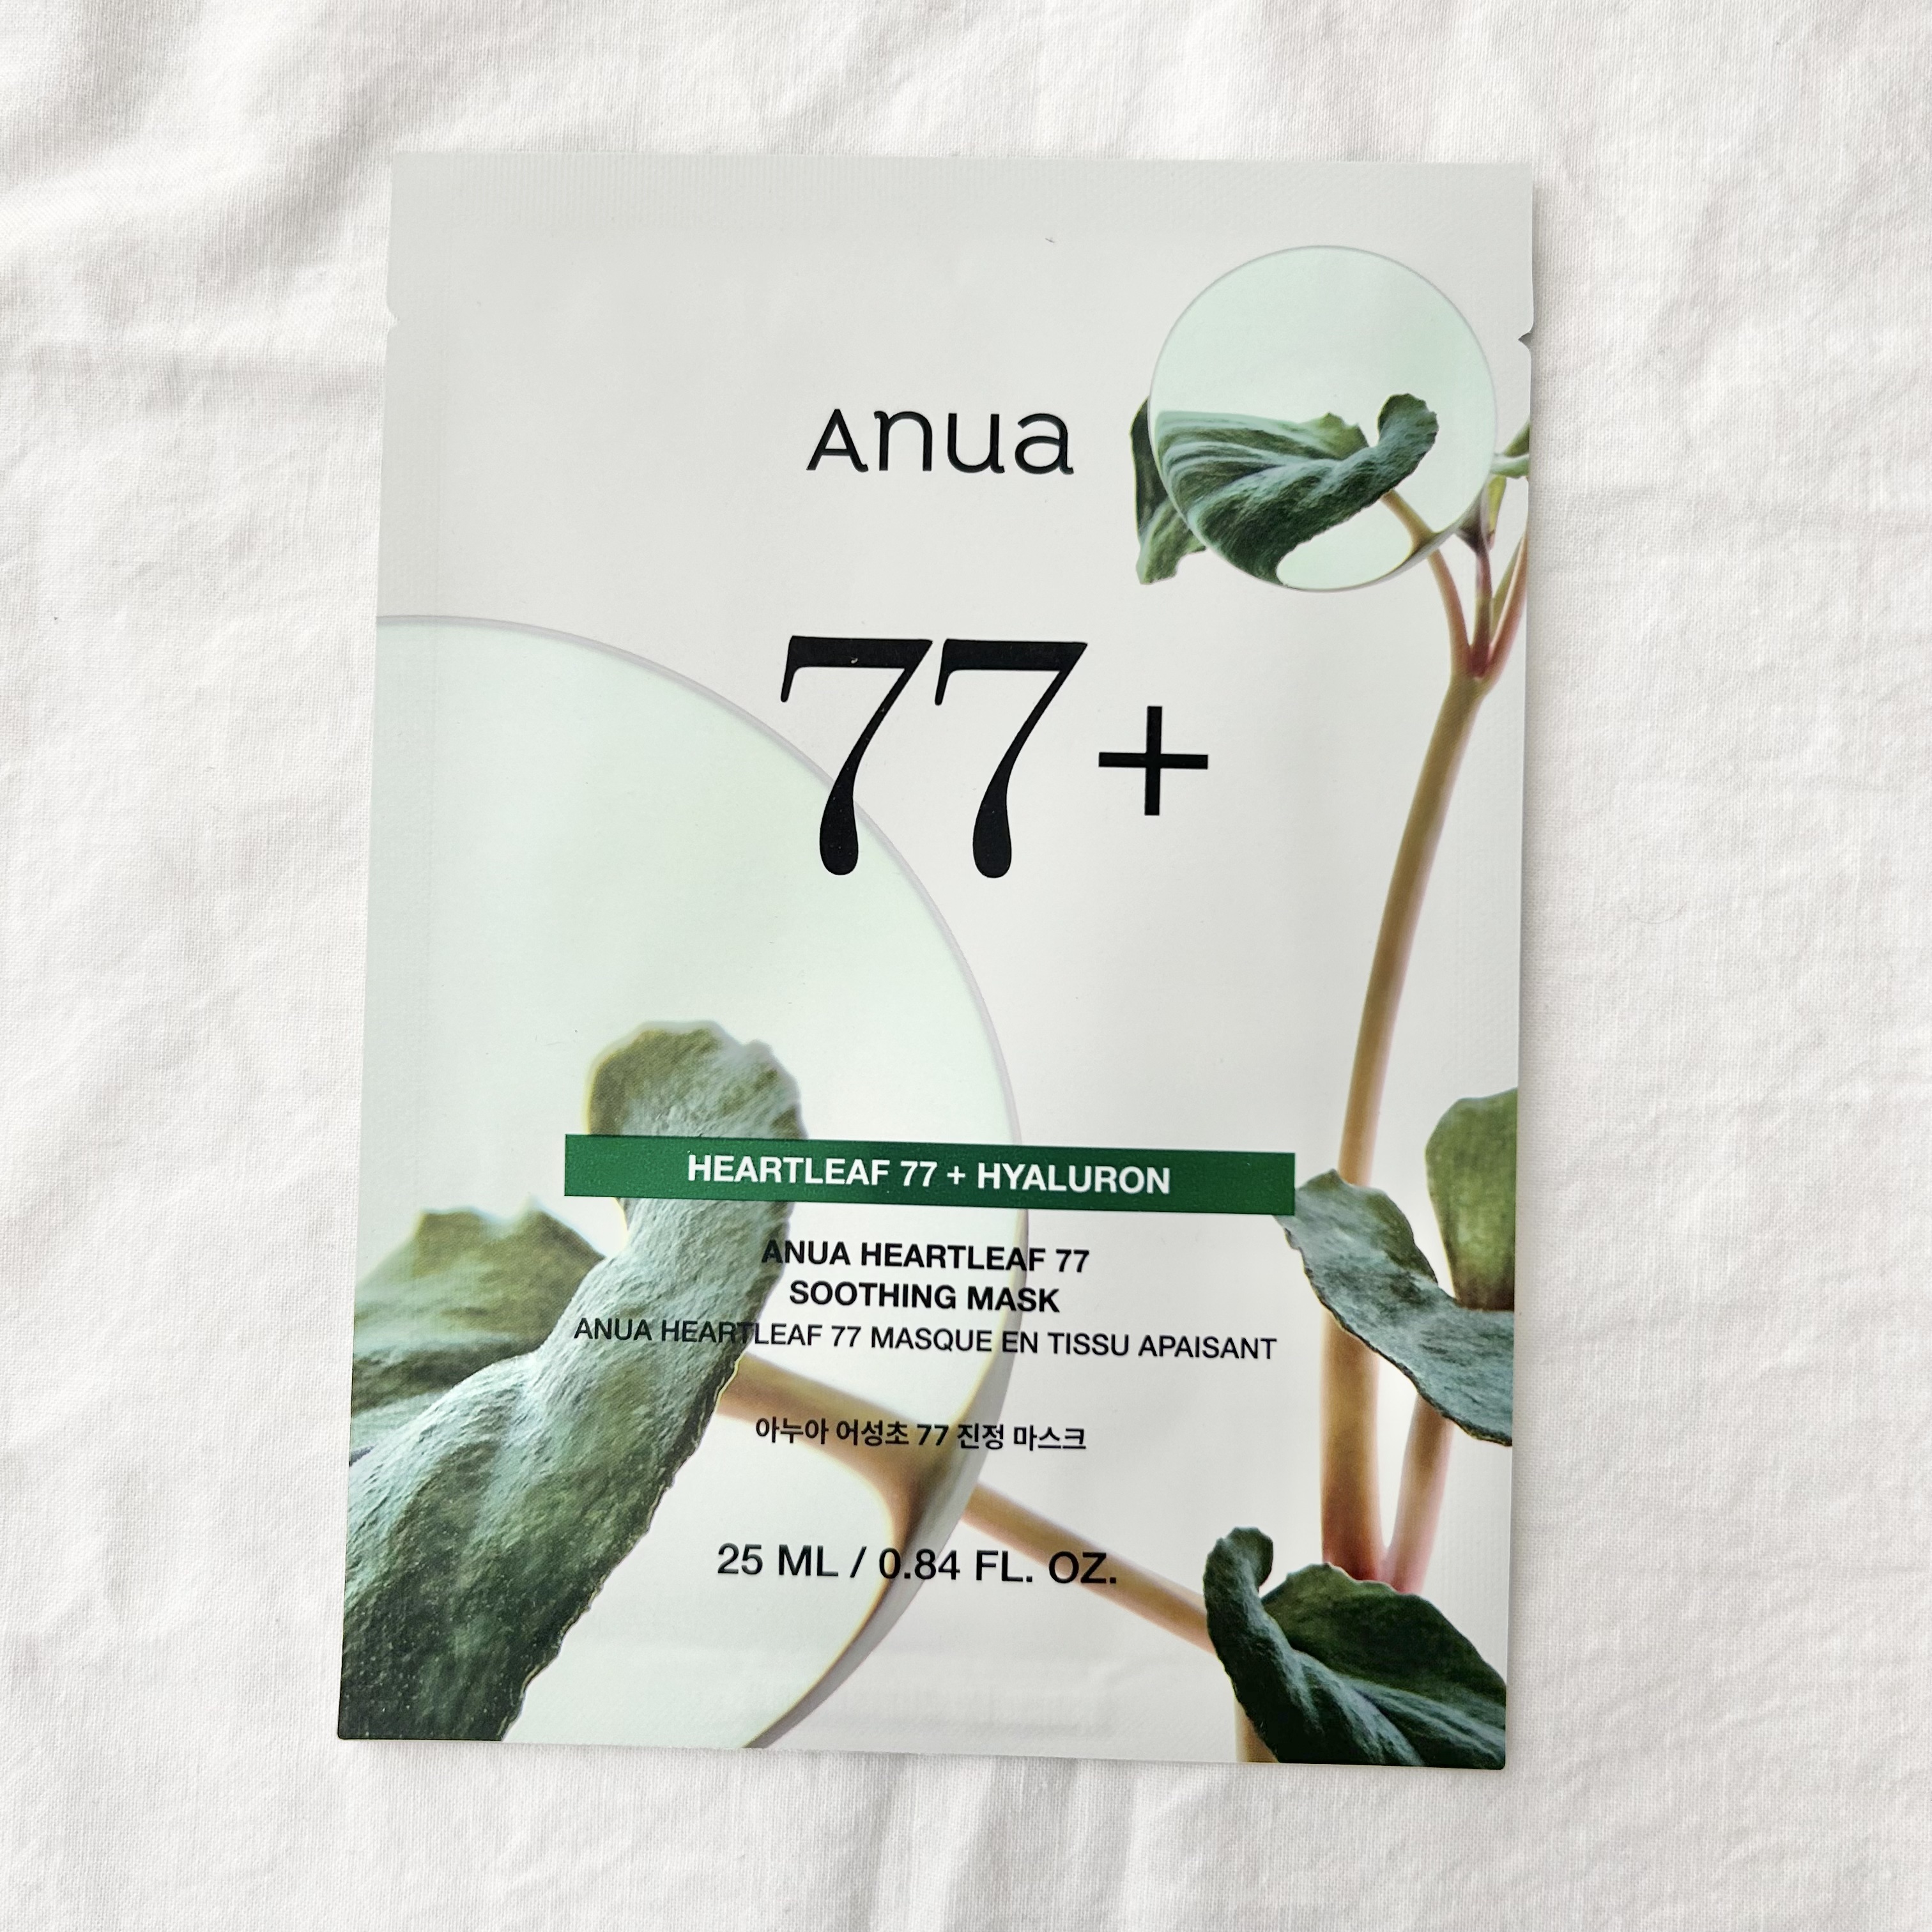 Anua
77+
HEARTLEAF 77 + HYALURON
ANUA HEARTLEAF 77
SOOTHING MASK
ANUA HEARTLEAF 77 MASQUE EN TISSU APAISANT
아누아 어성초 77 진정 마스크
25 ML / 0.84 FL. OZ.